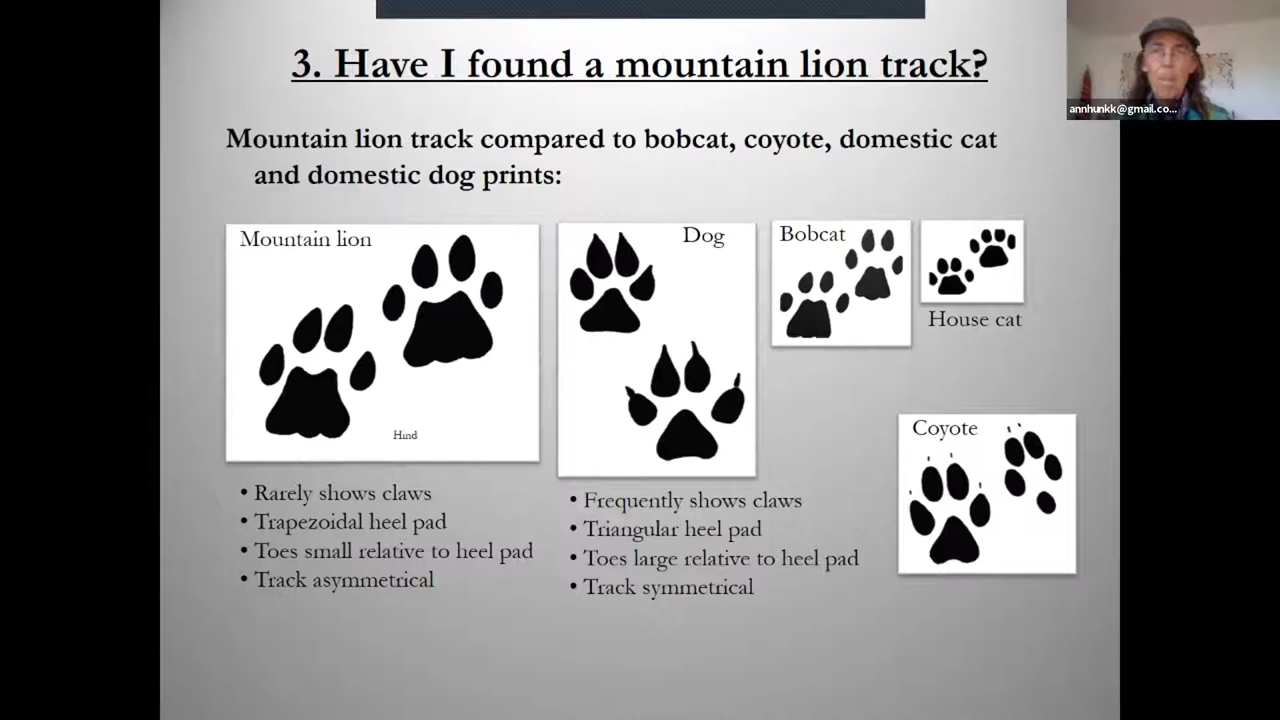 3. Have I found a mountain lion track?
annhunkk@gmail.co...
Mountain lion track compared to bobcat, coyote, domestic cat
and domestic dog prints:
Mountain lion
Dog
Bobcat
House cat
Hind
Coyote
• Rarely shows claws
• Trapezoidal heel pad
• Toes small relative to heel pad
• Track asymmetrical
• Frequently shows claws
• Triangular heel pad
• Toes large relative to heel pad
• Track symmetrical